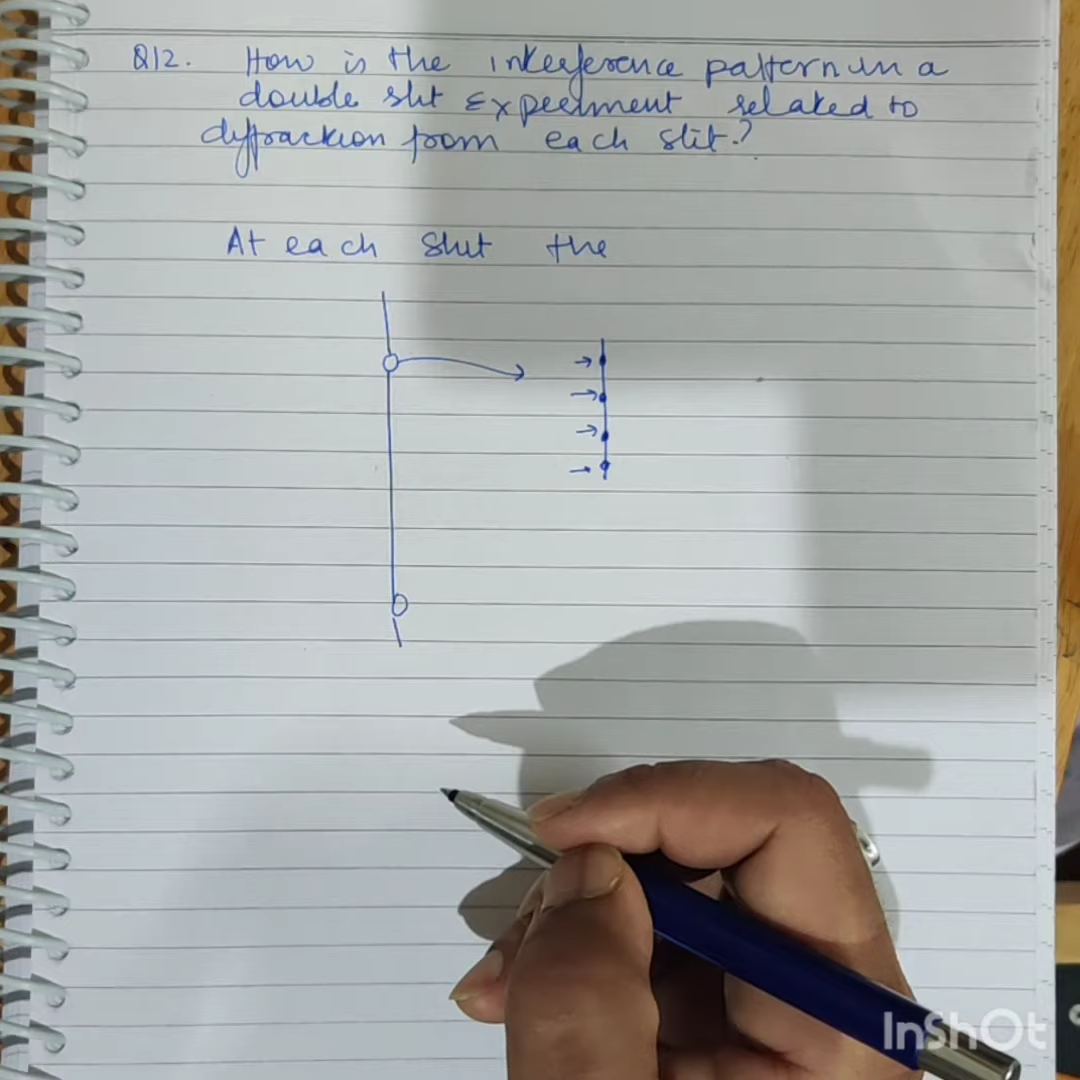 Q12. How is the interference pattern in a
double slit Experiment related to
diffraction from each slit?
At each slit the
InShOt